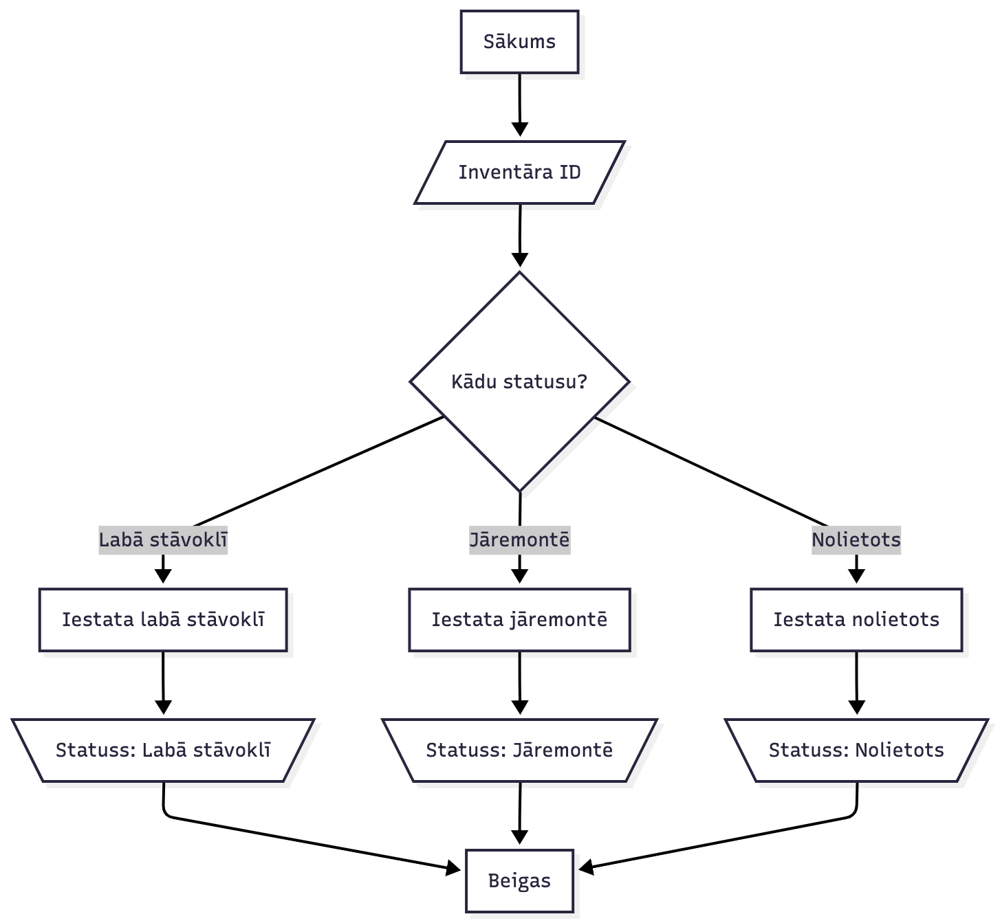 Sākums
Inventāra ID
Kādu statusu?
Labā stāvoklī
Jāremontē
Nolietots
Iestata labā stāvoklī
Iestata jāremontē
Iestata nolietots
Statuss: Labā stāvoklī
Statuss: Jāremontē
Statuss: Nolietots
Beigas